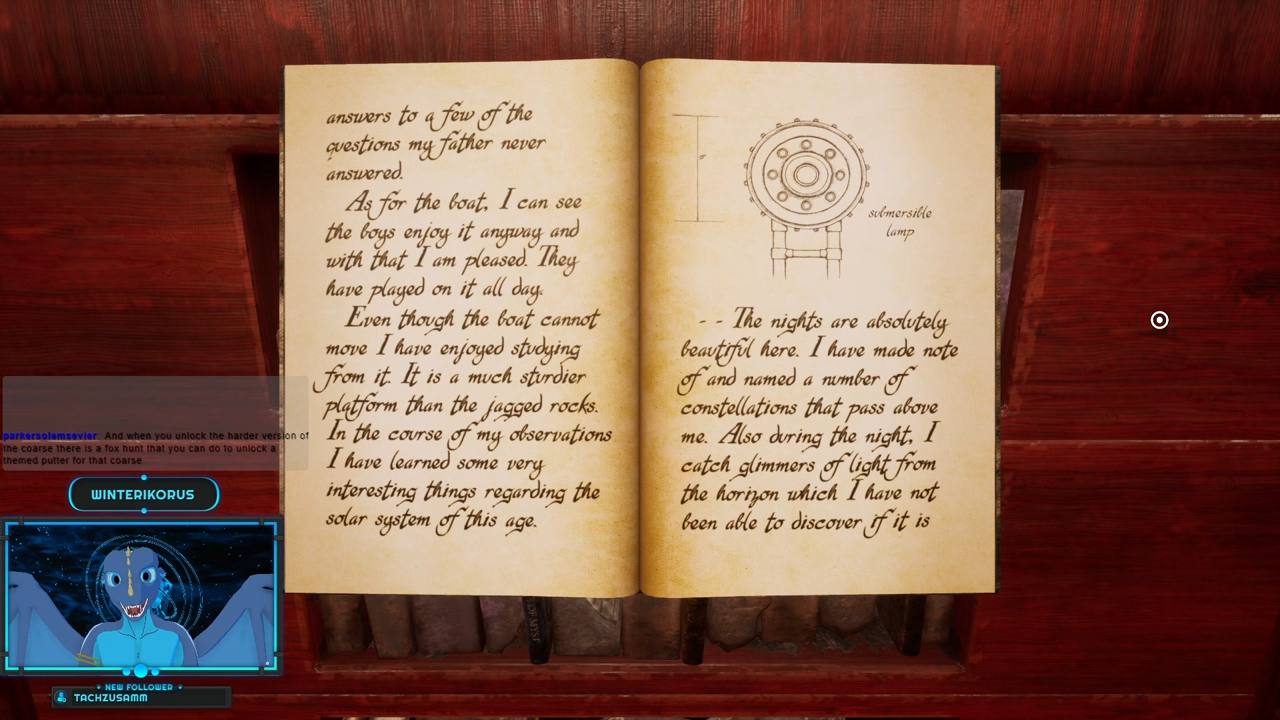 answers to a few of the
questions my father never
answered.
As for the boat, I can see
the boys enjoy it anyway and
with that I am pleased. They
have played on it all day.
Even though the boat cannot
move I have enjoyed studying
from it. It is a much sturdier
platform than the jagged rocks.
In the course of my observations
I have learned some very
interesting things regarding the
solar system of this age.
submersible
lamp
- - The nights are absolutely
beautiful here. I have made note
of and named a number of
constellations that pass above
me. Also during the night, I
catch glimmers of light from
the horizon which I have not
been able to discover if it is
OF MYST
parkersolemsevier: And when you unlock the harder version of
the coarse there is a fox hunt that you can do to unlock a
themed putter for that coarse
WINTERIKORUS
NEW FOLLOWER
TACHZUSAMM